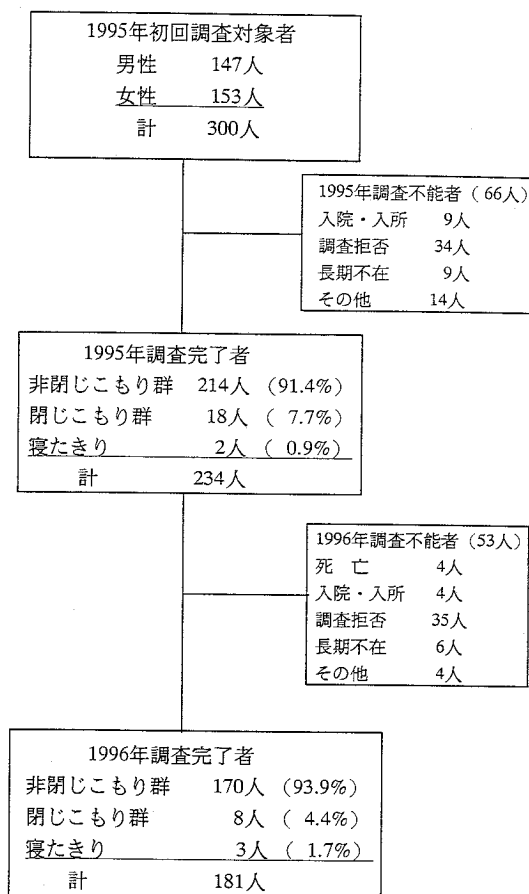 1995年初回調査対象者
男性 147人
女性 153人
計 300人
1995年調査不能者(66人)
入院・入所 9人
調査拒否 34人
長期不在 9人
その他 14人
1995年調査完了者
非閉じこもり群 214人 (91.4%)
閉じこもり群 18人 ( 7.7%)
寝たきり 2人 ( 0.9%)
計 234人
1996年調査不能者(53人)
死 亡 4人
入院・入所 4人
調査拒否 35人
長期不在 6人
その他 4人
1996年調査完了者
非閉じこもり群 170人 (93.9%)
閉じこもり群 8人 ( 4.4%)
寝たきり 3人 ( 1.7%)
計 181人